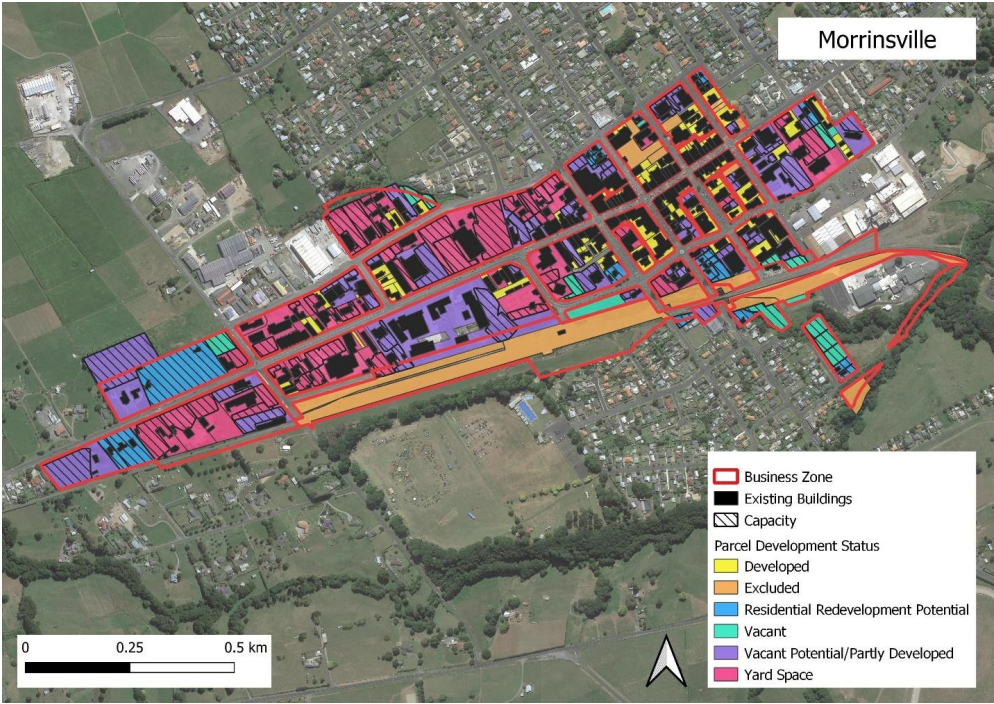 Morrinsville
Business Zone
Existing Buildings
Capacity
Parcel Development Status
Developed
Excluded
Residential Redevelopment Potential
Vacant
Vacant Potential/Partly Developed
Yard Space
0 0.25 0.5 km